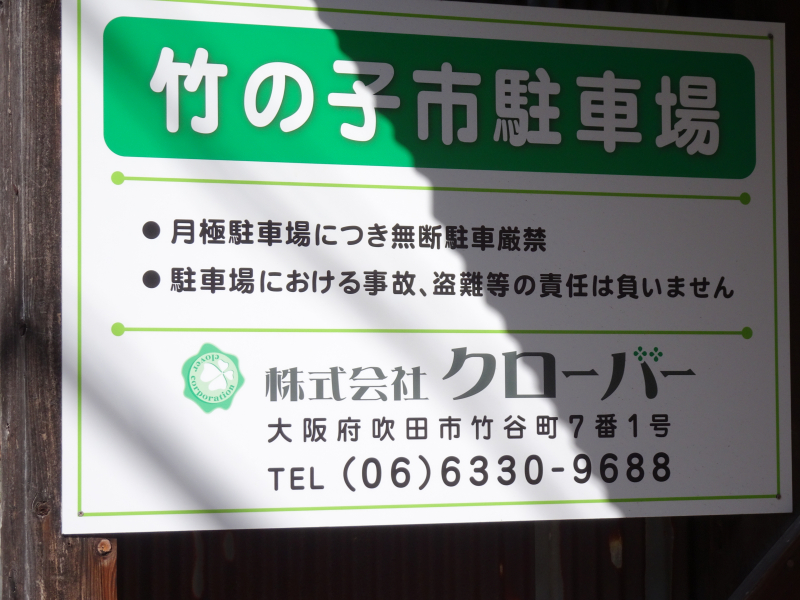 竹の子市駐車場
●月極駐車場につき無断駐車厳禁
●駐車場における事故、盗難等の責任は負いません
clover corporation
株式会社 クローバー
大阪府吹田市竹谷町7番1号
TEL (06)6330-9688